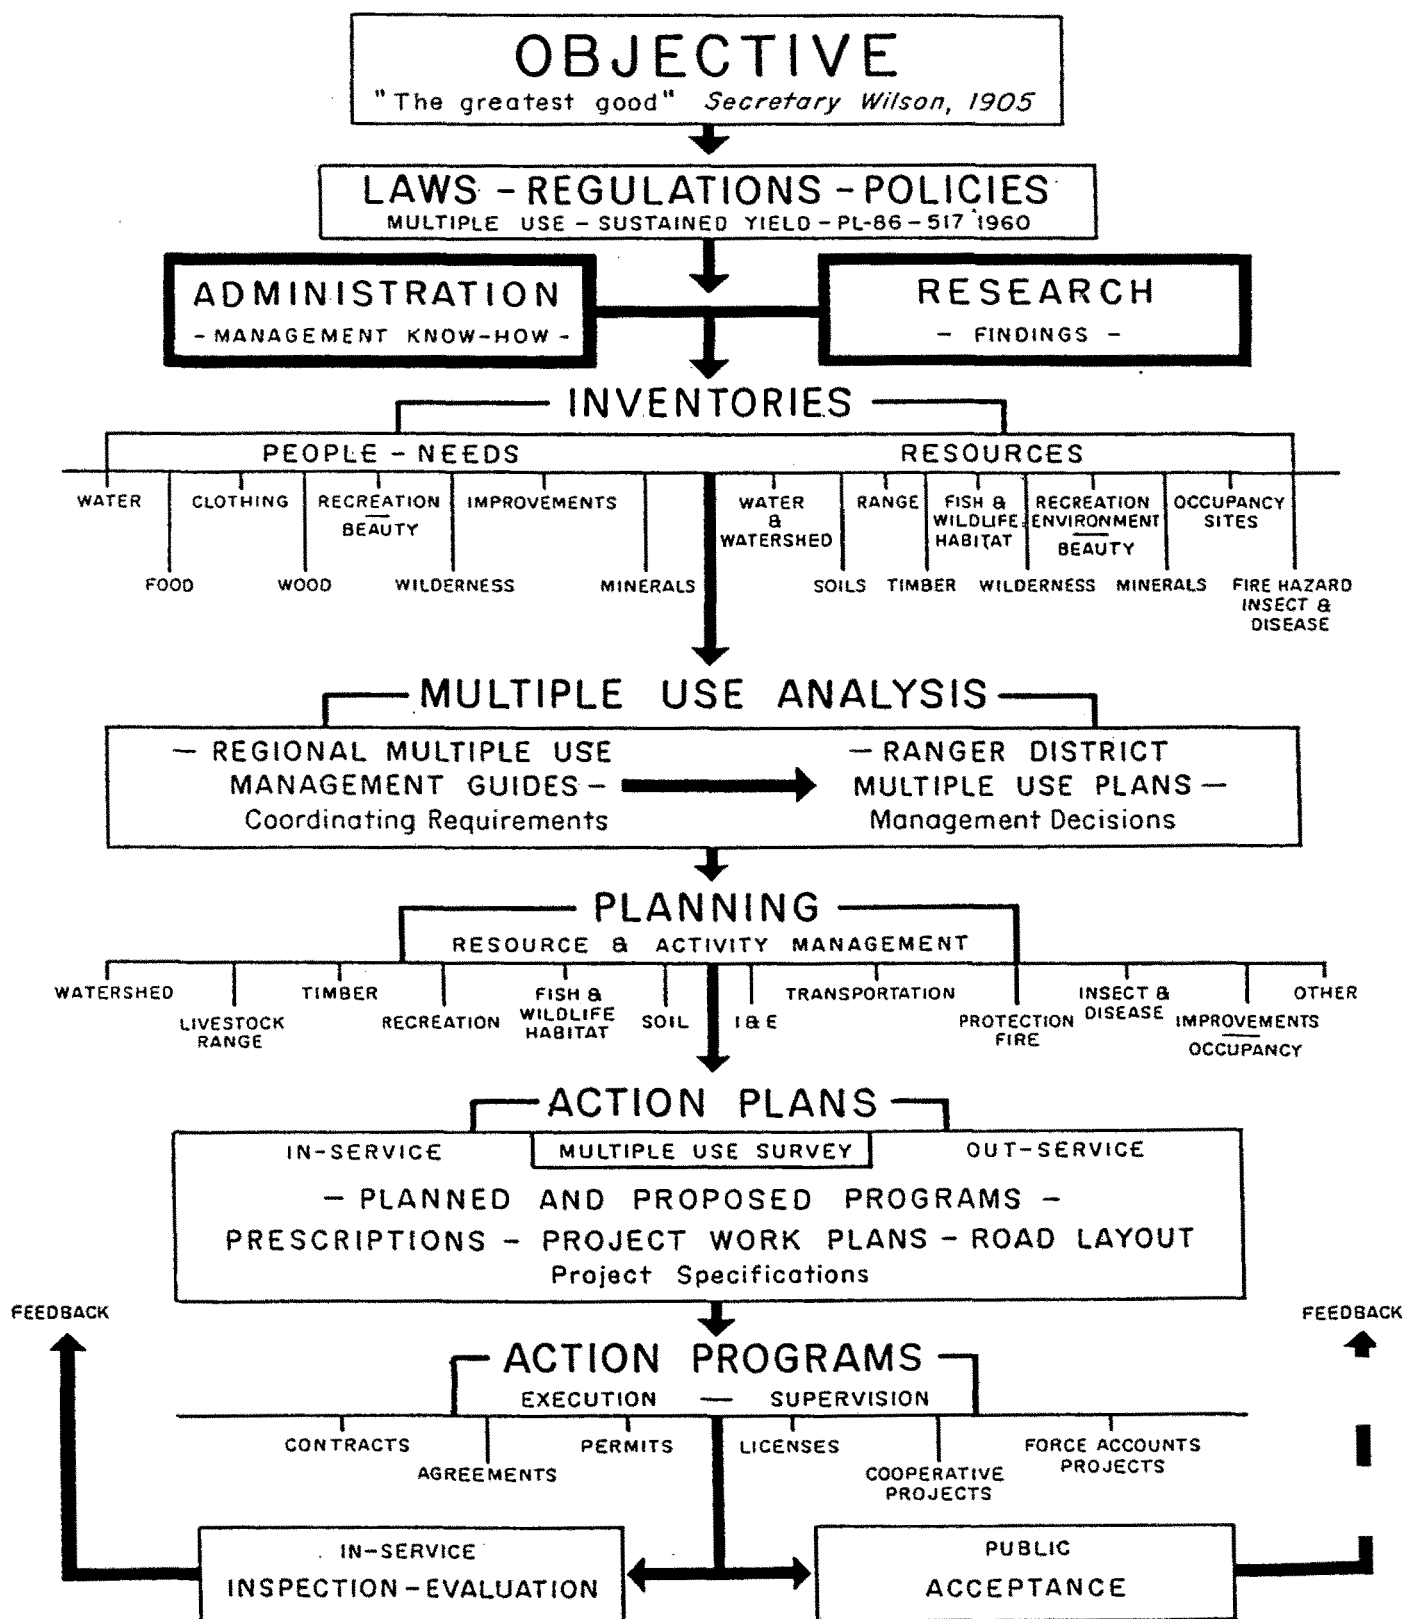 OBJECTIVE
"The greatest good" Secretary Wilson, 1905
LAWS - REGULATIONS - POLICIES
MULTIPLE USE - SUSTAINED YIELD - PL-86-517 1960
ADMINISTRATION
- MANAGEMENT KNOW-HOW -
RESEARCH
- FINDINGS -
INVENTORIES
PEOPLE - NEEDS
WATER
FOOD
CLOTHING
WOOD
RECREATION
BEAUTY
WILDERNESS
IMPROVEMENTS
MINERALS
RESOURCES
WATER
&
WATERSHED
SOILS
RANGE
TIMBER
FISH &
WILDLIFE
HABITAT
WILDERNESS
RECREATION
ENVIRONMENT
BEAUTY
MINERALS
OCCUPANCY
SITES
FIRE HAZARD
INSECT &
DISEASE
MULTIPLE USE ANALYSIS
- REGIONAL MULTIPLE USE
MANAGEMENT GUIDES -
Coordinating Requirements
- RANGER DISTRICT
MULTIPLE USE PLANS -
Management Decisions
PLANNING
RESOURCE & ACTIVITY MANAGEMENT
WATERSHED
LIVESTOCK
RANGE
TIMBER
RECREATION
FISH &
WILDLIFE
HABITAT
SOIL
I & E
TRANSPORTATION
PROTECTION
FIRE
INSECT &
DISEASE
IMPROVEMENTS
OCCUPANCY
OTHER
ACTION PLANS
IN-SERVICE
MULTIPLE USE SURVEY
OUT-SERVICE
- PLANNED AND PROPOSED PROGRAMS -
PRESCRIPTIONS - PROJECT WORK PLANS - ROAD LAYOUT
Project Specifications
FEEDBACK
FEEDBACK
ACTION PROGRAMS
EXECUTION — SUPERVISION
CONTRACTS
AGREEMENTS
PERMITS
LICENSES
COOPERATIVE
PROJECTS
FORCE ACCOUNTS
PROJECTS
IN-SERVICE
INSPECTION - EVALUATION
PUBLIC
ACCEPTANCE